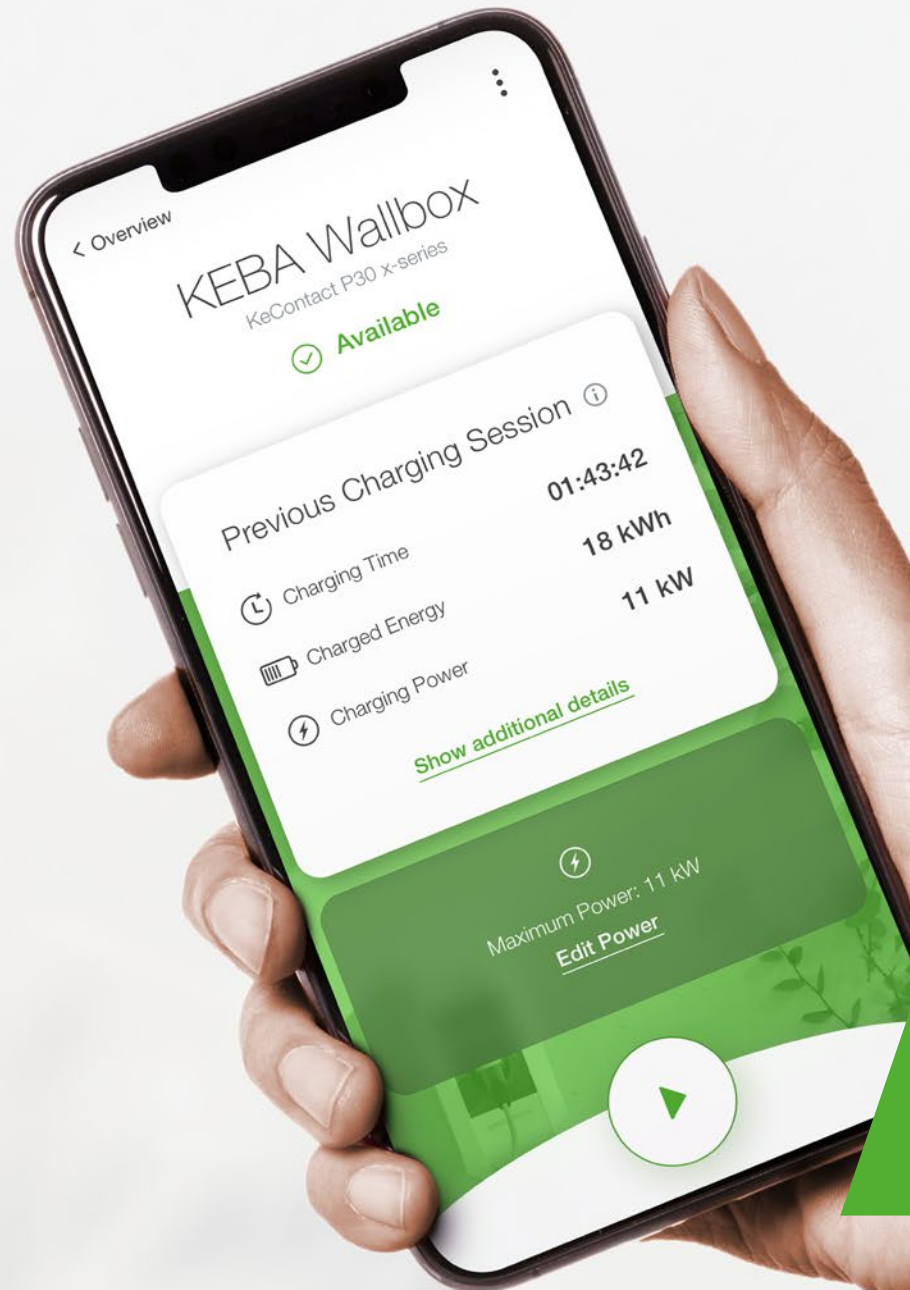 < Overview
KEBA Wallbox
KeContact P30 x-series
Available
Previous Charging Session
Charging Time 01:43:42
Charged Energy 18 kWh
Charging Power 11 kW
Show additional details
Maximum Power: 11 kW
Edit Power